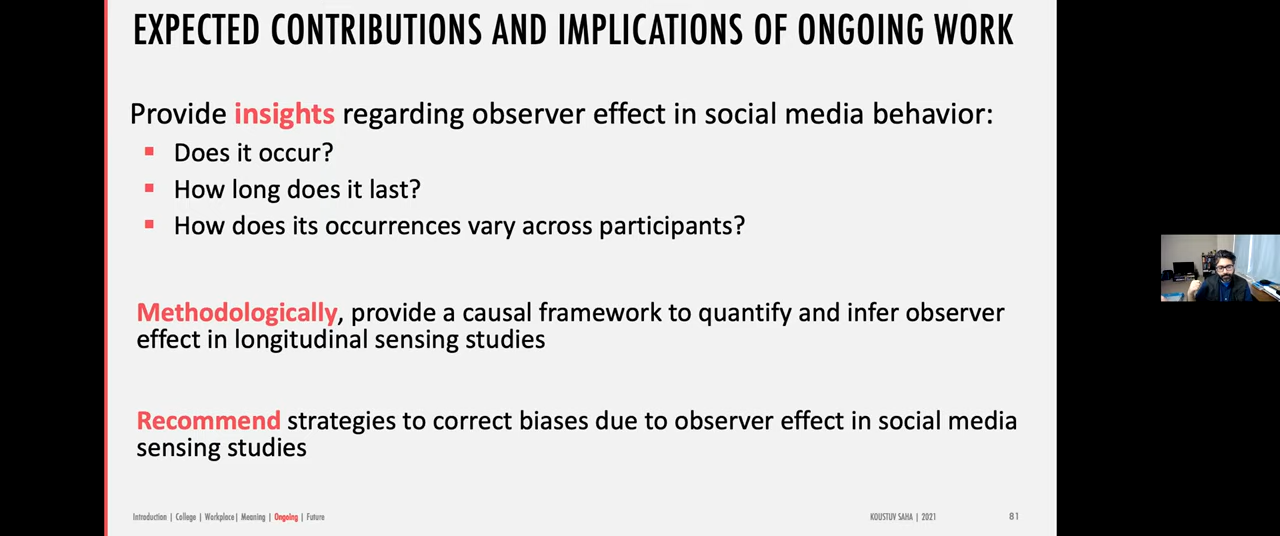 EXPECTED CONTRIBUTIONS AND IMPLICATIONS OF ONGOING WORK
Provide insights regarding observer effect in social media behavior:
Does it occur?
How long does it last?
How does its occurrences vary across participants?
Methodologically, provide a causal framework to quantify and infer observer
effect in longitudinal sensing studies
Recommend strategies to correct biases due to observer effect in social media
sensing studies
Introduction | College | Workplace | Meaning | Ongoing | Future
KOUSTUV SAHA | 2021
81